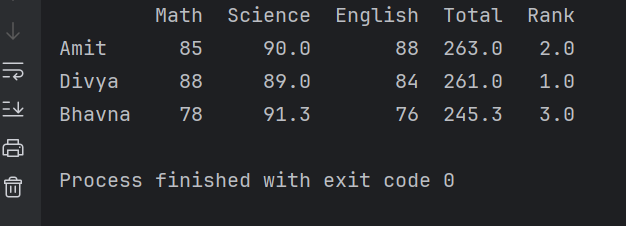 Math Science English Total Rank
Amit 85 90.0 88 263.0 2.0
Divya 88 89.0 84 261.0 1.0
Bhavna 78 91.3 76 245.3 3.0
Process finished with exit code 0